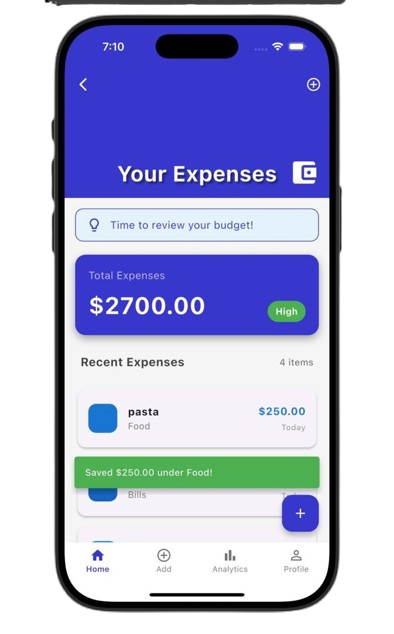 7:10
Your Expenses
Time to review your budget!
Total Expenses
$2700.00
High
Recent Expenses
4 items
pasta
$250.00
Food
Today
Saved $250.00 under Food!
Bills
Home
Add
Analytics
Profile